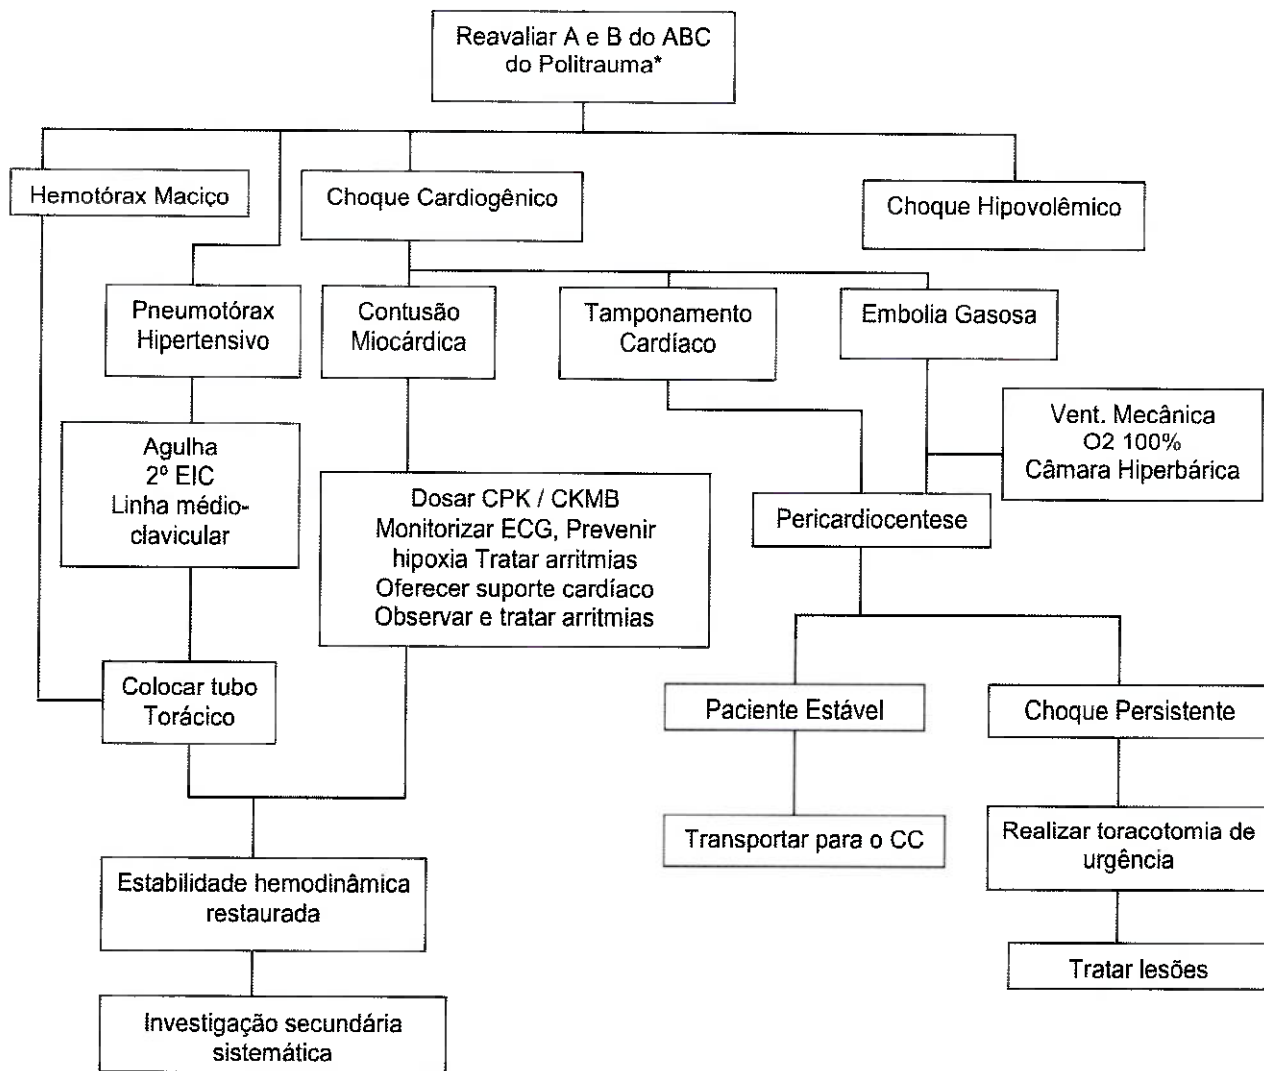 Reavaliar A e B do ABC
do Politrauma*
Hemotórax Maciço
Choque Cardiogênico
Choque Hipovolêmico
Pneumotórax
Hipertensivo
Contusão
Miocárdica
Tamponamento
Cardíaco
Embolia Gasosa
Agulha
2º EIC
Linha médio-
clavicular
Vent. Mecânica
O2 100%
Câmara Hiperbárica
Dosar CPK / CKMB
Monitorizar ECG, Prevenir
hipoxia Tratar arritmias
Oferecer suporte cardíaco
Observar e tratar arritmias
Pericardiocentese
Colocar tubo
Torácico
Paciente Estável
Choque Persistente
Transportar para o CC
Realizar toracotomia de
urgência
Estabilidade hemodinâmica
restaurada
Tratar lesões
Investigação secundária
sistemática